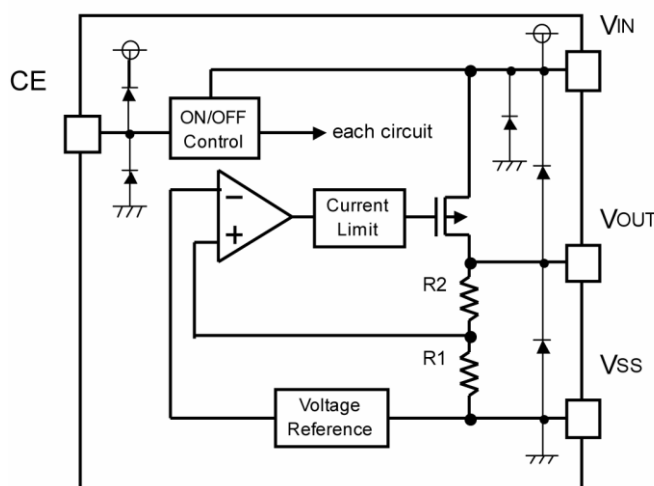 VIN
CE
ON/OFF
Control
each circuit
−
+
Current
Limit
VOUT
R2
R1
VSS
Voltage
Reference